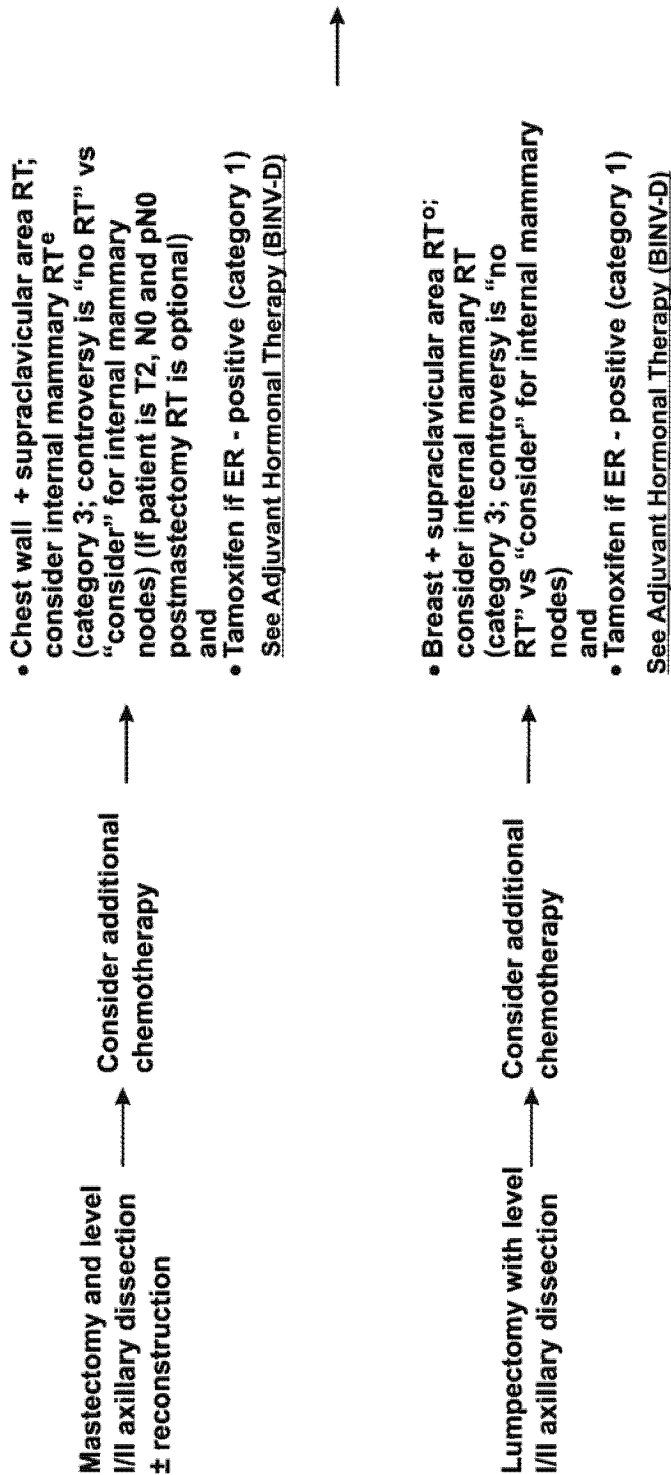 Mastectomy and level
I/II axillary dissection
± reconstruction
Consider additional
chemotherapy
• Chest wall + supraclavicular area RT;
consider internal mammary RTᵉ
(category 3; controversy is “no RT” vs
“consider” for internal mammary
nodes) (If patient is T2, N0 and pN0
postmastectomy RT is optional)
and
• Tamoxifen if ER - positive (category 1)
See Adjuvant Hormonal Therapy (BINV-D)
Lumpectomy with level
I/II axillary dissection
Consider additional
chemotherapy
• Breast + supraclavicular area RTᵒ;
consider internal mammary RT
(category 3; controversy is “no
RT” vs “consider” for internal mammary
nodes)
and
• Tamoxifen if ER - positive (category 1)
See Adjuvant Hormonal Therapy (BINV-D)